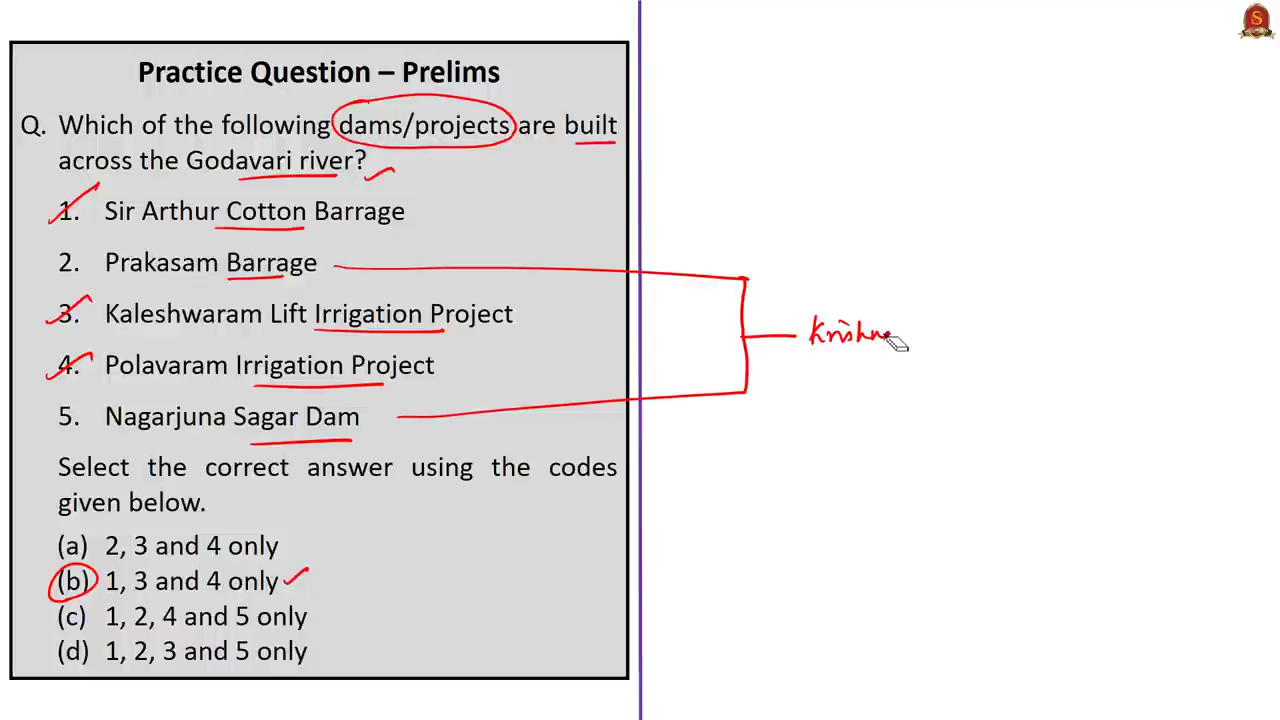 Practice Question – Prelims
Q. Which of the following dams/projects are built
across the Godavari river?
1. Sir Arthur Cotton Barrage
2. Prakasam Barrage
3. Kaleshwaram Lift Irrigation Project
4. Polavaram Irrigation Project
5. Nagarjuna Sagar Dam
Krishn
Select the correct answer using the codes
given below.
(a) 2, 3 and 4 only
(b) 1, 3 and 4 only
(c) 1, 2, 4 and 5 only
(d) 1, 2, 3 and 5 only
S